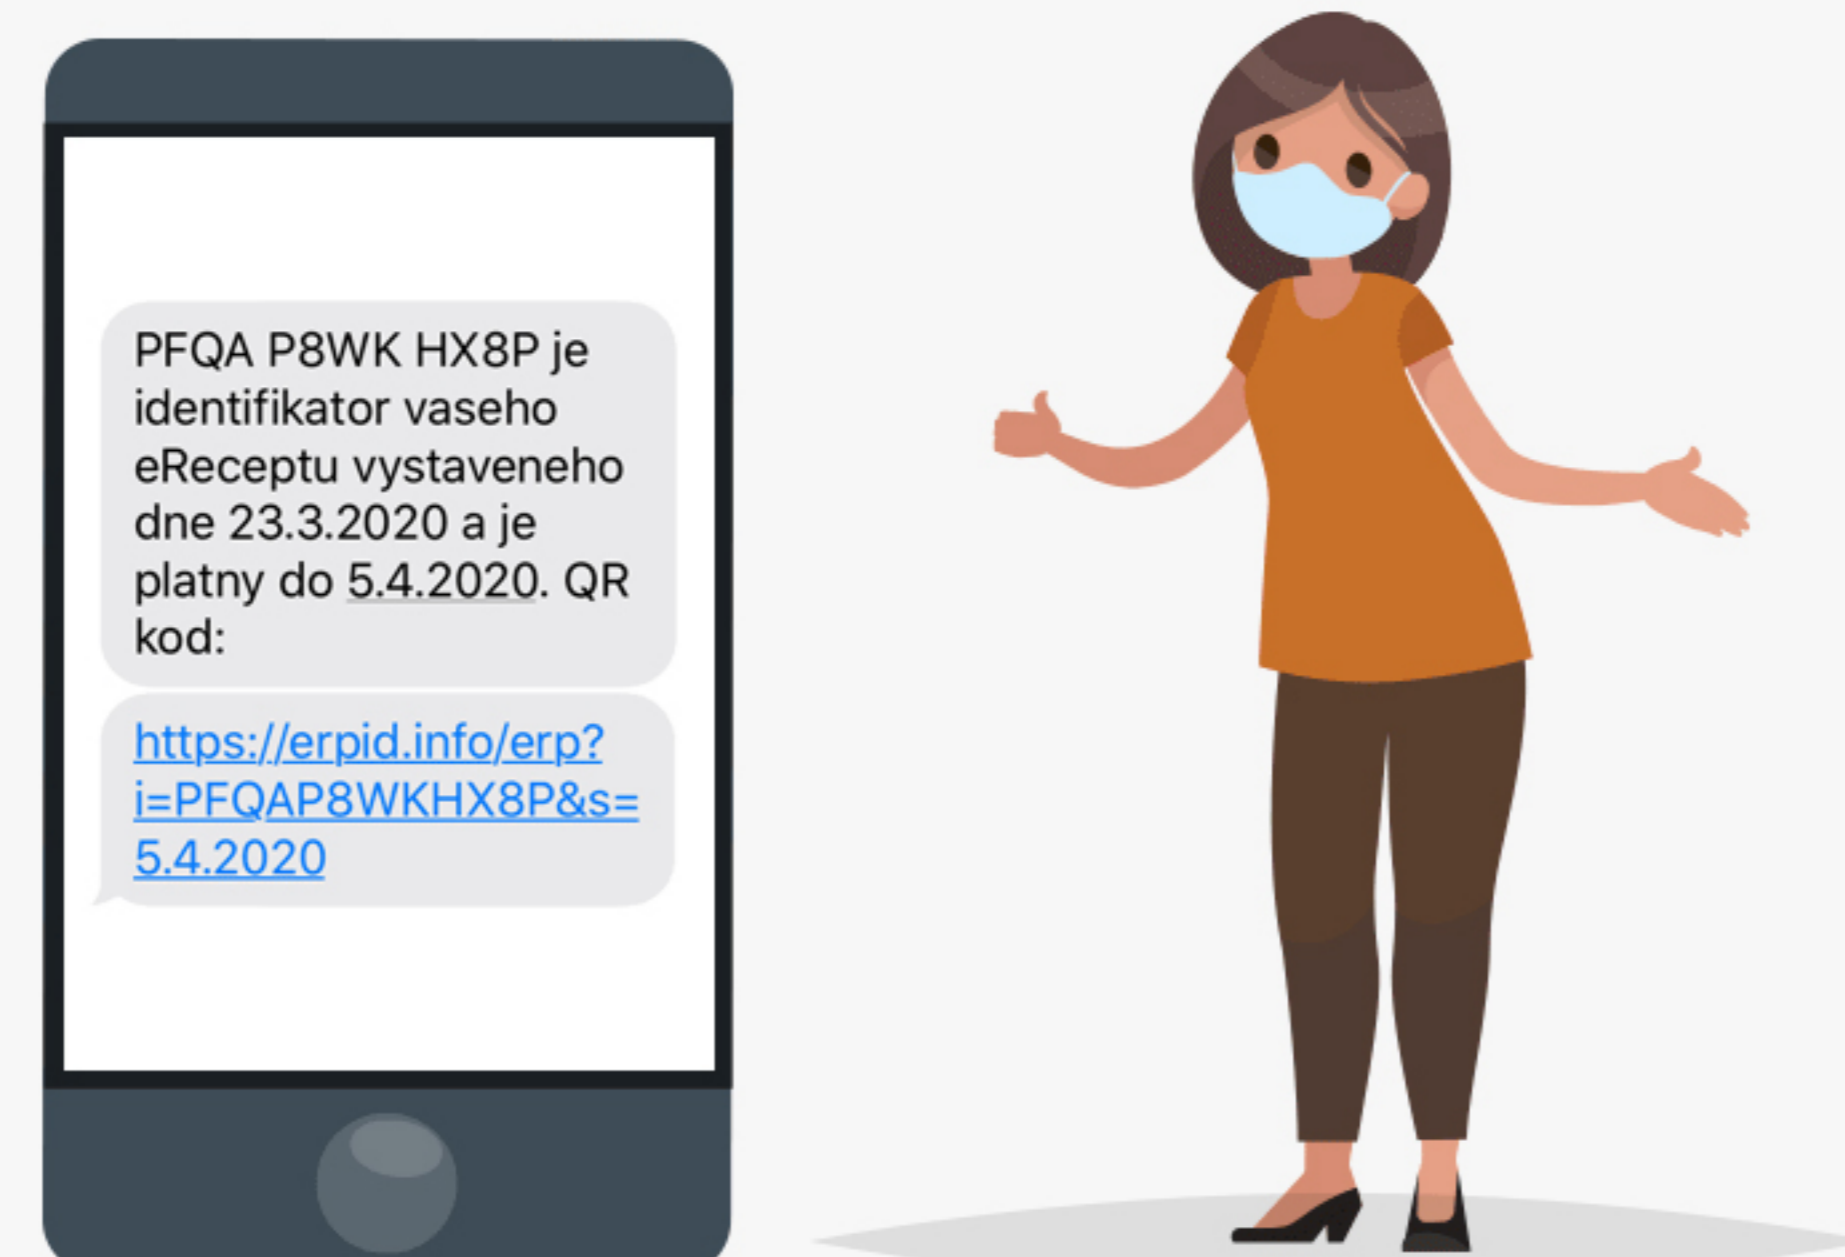 PFQA P8WK HX8P je
identifikator vaseho
eReceptu vystaveneho
dne 23.3.2020 a je
platny do 5.4.2020. QR
kod:
https://erpid.info/erp?
i=PFQAP8WKHX8P&s=
5.4.2020